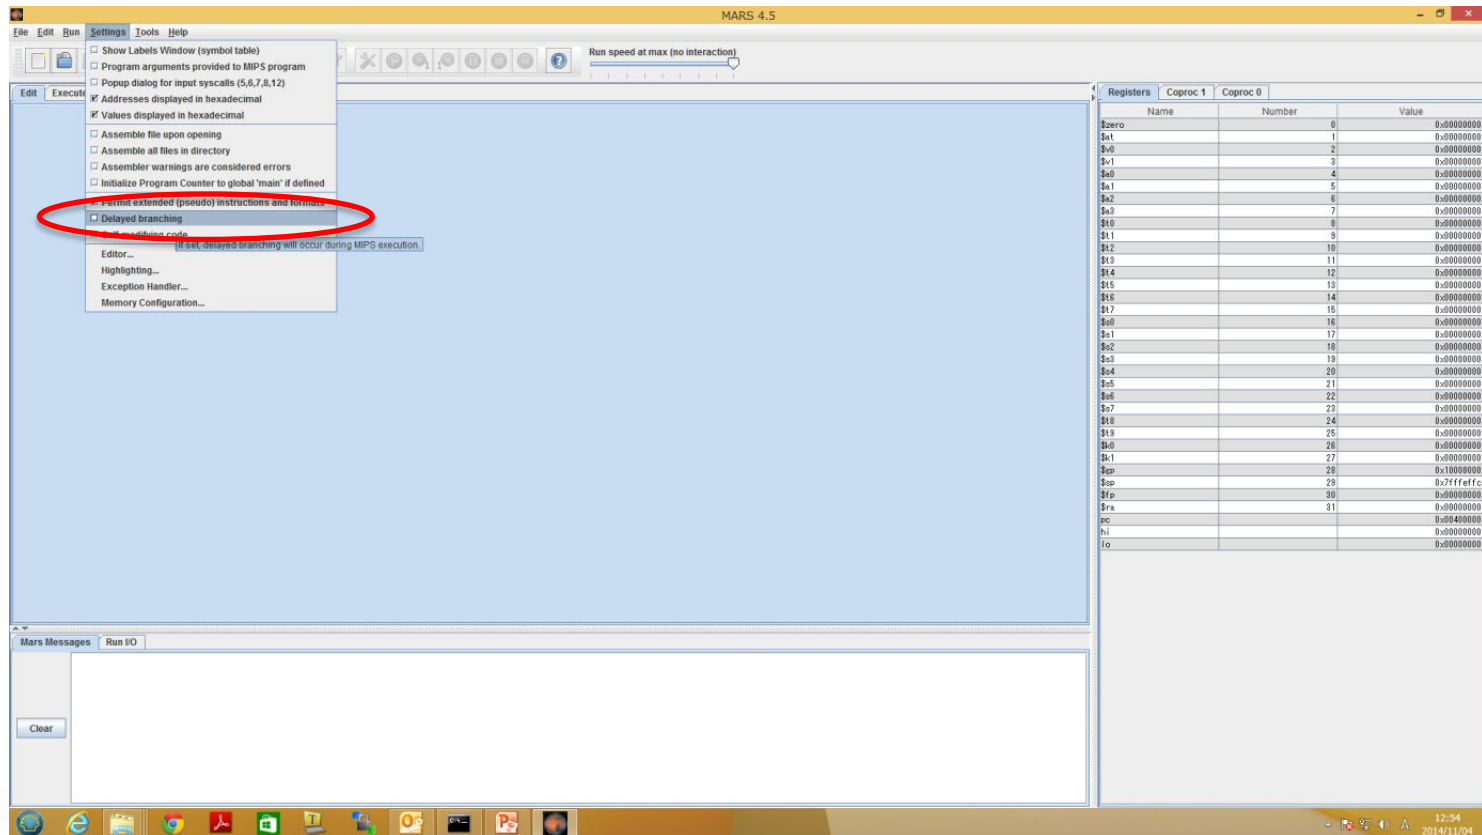 MARS 4.5
File Edit Run Settings Tools Help
Show Labels Window (symbol table)
Program arguments provided to MIPS program
Popup dialog for input syscalls (5,6,7,8,12)
Addresses displayed in hexadecimal
Values displayed in hexadecimal
Assemble file upon opening
Assemble all files in directory
Assembler warnings are considered errors
Initialize Program Counter to global 'main' if defined
Permit extended (pseudo) instructions and formats
Delayed branching
Self-modifying code
If set, delayed branching will occur during MIPS execution.
Editor...
Highlighting...
Exception Handler...
Memory Configuration...
Run speed at max (no interaction)
Edit Execute
Registers Coproc 1 Coproc 0
Name Number Value
$zero 0 0x00000000
$at 1 0x00000000
$v0 2 0x00000000
$v1 3 0x00000000
$a0 4 0x00000000
$a1 5 0x00000000
$a2 6 0x00000000
$a3 7 0x00000000
$t0 8 0x00000000
$t1 9 0x00000000
$t2 10 0x00000000
$t3 11 0x00000000
$t4 12 0x00000000
$t5 13 0x00000000
$t6 14 0x00000000
$t7 15 0x00000000
$s0 16 0x00000000
$s1 17 0x00000000
$s2 18 0x00000000
$s3 19 0x00000000
$s4 20 0x00000000
$s5 21 0x00000000
$s6 22 0x00000000
$s7 23 0x00000000
$t8 24 0x00000000
$t9 25 0x00000000
$k0 26 0x00000000
$k1 27 0x00000000
$gp 28 0x10008000
$sp 29 0x7fffeffc
$fp 30 0x00000000
$ra 31 0x00000000
pc 0x00400000
hi 0x00000000
lo 0x00000000
Mars Messages Run I/O
Clear
A 12:54
2014/11/04